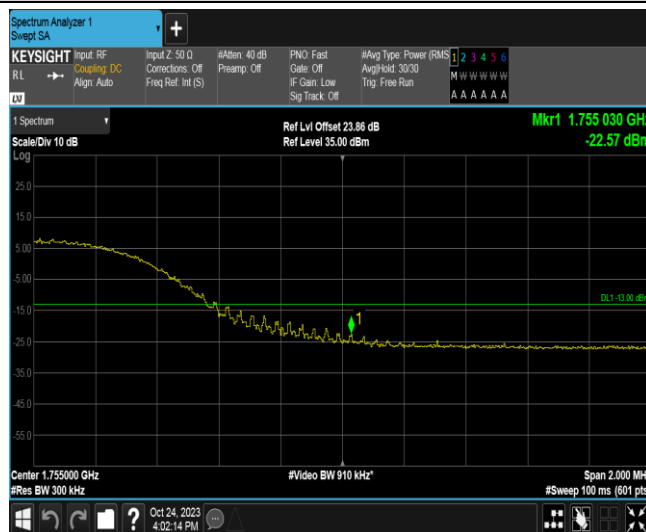 Spectrum Analyzer 1
Swept SA
KEYSIGHT
RL
LXI
Input: RF
Coupling: DC
Align: Auto
Input Z: 50 Ω
Corrections: Off
Freq Ref: Int (S)
#Atten: 40 dB
Preamp: Off
PNO: Fast
Gate: Off
IF Gain: Low
Sig Track: Off
#Avg Type: Power (RMS
Avg|Hold: 30/30
Trig: Free Run
1 2 3 4 5 6
M W W W W W
A A A A A A
1 Spectrum
Scale/Div 10 dB
Log
Ref Lvl Offset 23.86 dB
Ref Level 35.00 dBm
Mkr1 1.755 030 GHz
-22.57 dBm
25.0
15.0
5.00
-5.00
-15.0
-25.0
-35.0
-45.0
-55.0
DL1 -13.00 dBm
1
Center 1.755000 GHz
#Res BW 300 kHz
#Video BW 910 kHz*
Span 2.000 MH
#Sweep 100 ms (601 pts
?
Oct 24, 2023
4:02:14 PM